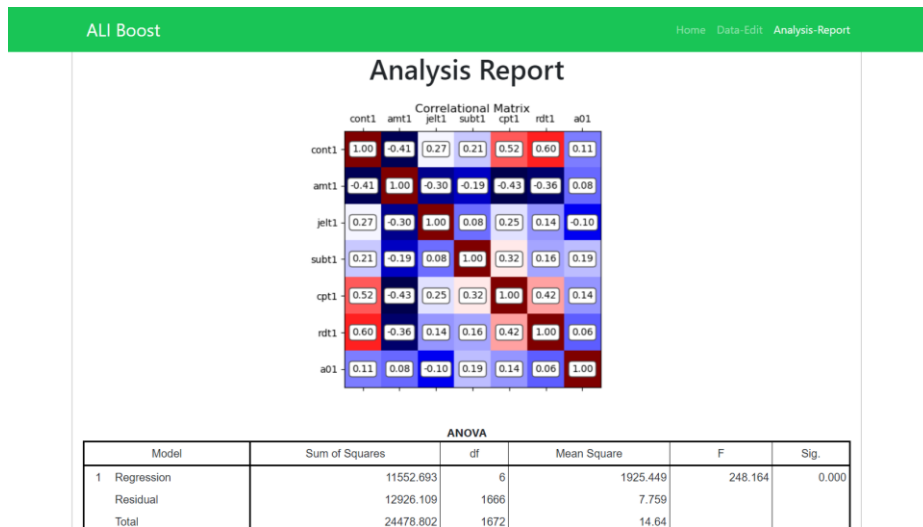 ALI Boost Home Data-Edit Analysis-Report
Analysis Report
Correlational Matrix
cont1 amt1 jelt1 subt1 cpt1 rdt1 a01
cont1 1.00 -0.41 0.27 0.21 0.52 0.60 0.11
amt1 -0.41 1.00 -0.30 -0.19 -0.43 -0.36 0.08
jelt1 0.27 -0.30 1.00 0.08 0.25 0.14 -0.10
subt1 0.21 -0.19 0.08 1.00 0.32 0.16 0.19
cpt1 0.52 -0.43 0.25 0.32 1.00 0.42 0.14
rdt1 0.60 -0.36 0.14 0.16 0.42 1.00 0.06
a01 0.11 0.08 -0.10 0.19 0.14 0.06 1.00
ANOVA
Model Sum of Squares df Mean Square F Sig.
1 Regression 11552.693 6 1925.449 248.164 0.000
Residual 12926.109 1666 7.759
Total 24478.802 1672 14.64